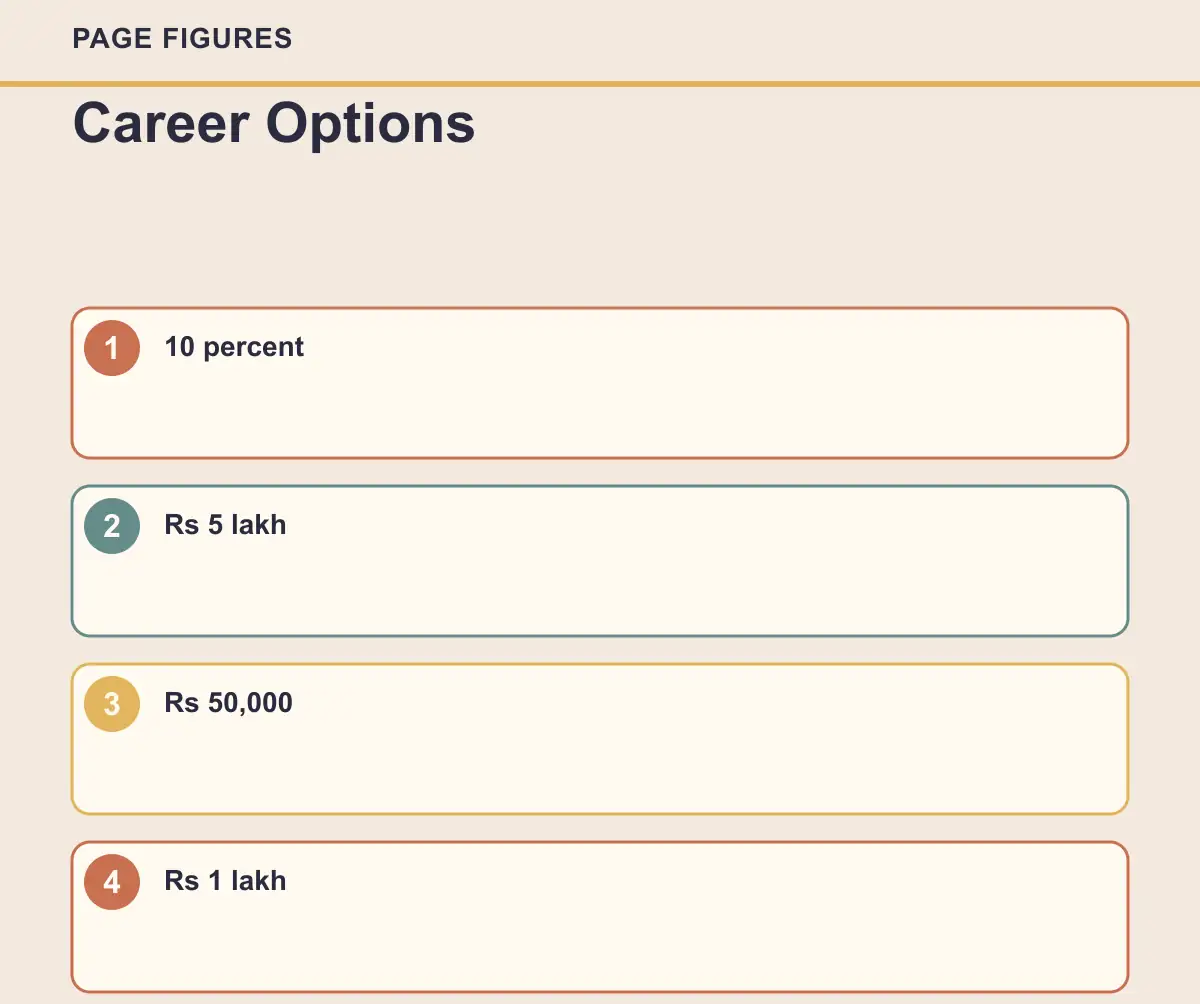 PAGE FIGURES
Career Options
1 10 percent
2 Rs 5 lakh
3 Rs 50,000
4 Rs 1 lakh